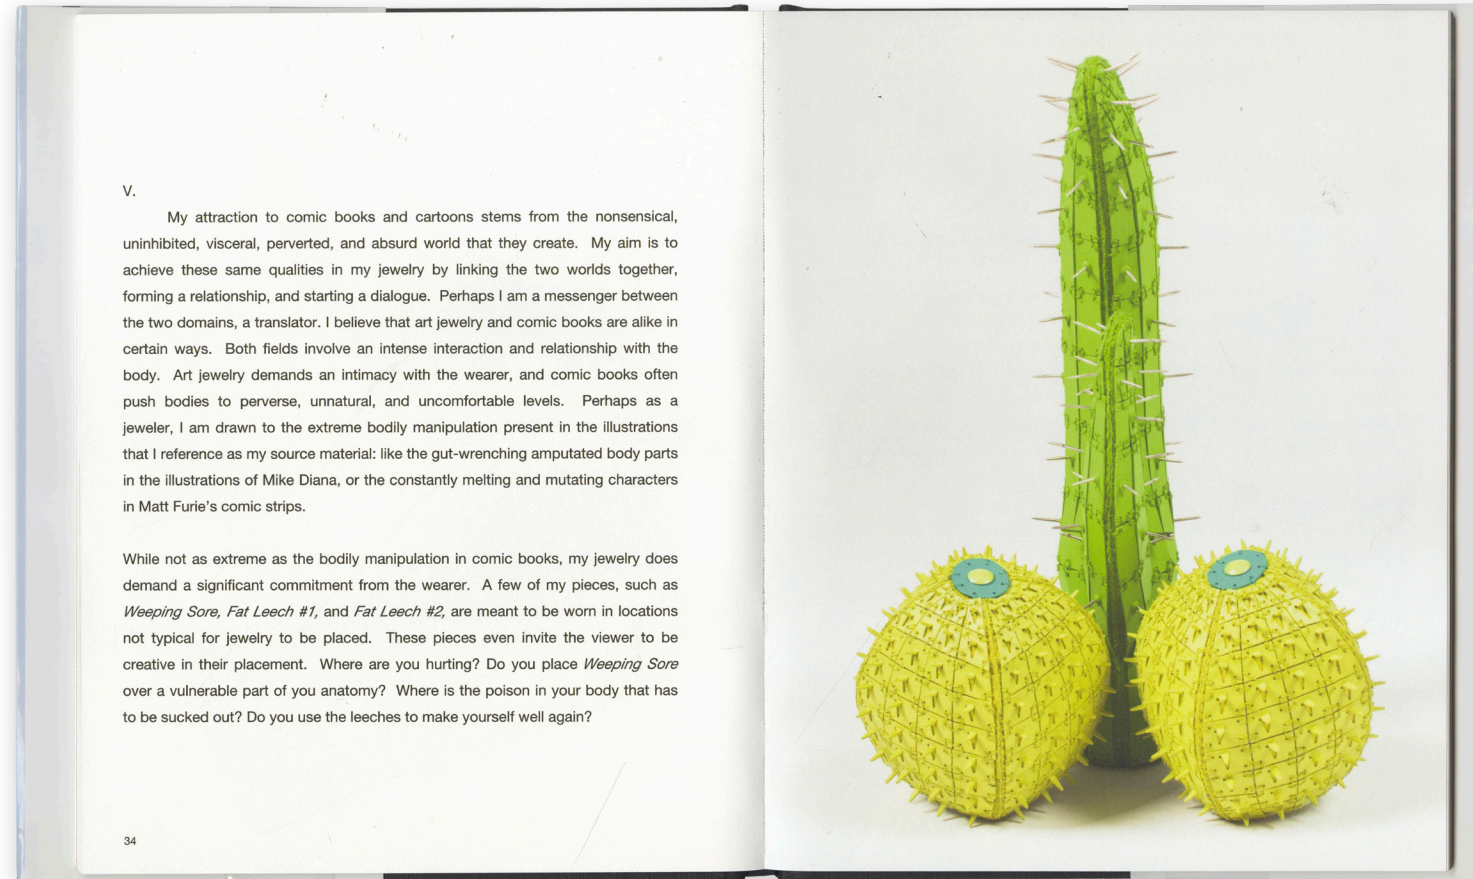 V.
My attraction to comic books and cartoons stems from the nonsensical,
uninhibited, visceral, perverted, and absurd world that they create. My aim is to
achieve these same qualities in my jewelry by linking the two worlds together,
forming a relationship, and starting a dialogue. Perhaps I am a messenger between
the two domains, a translator. I believe that art jewelry and comic books are alike in
certain ways. Both fields involve an intense interaction and relationship with the
body. Art jewelry demands an intimacy with the wearer, and comic books often
push bodies to perverse, unnatural, and uncomfortable levels. Perhaps as a
jeweler, I am drawn to the extreme bodily manipulation present in the illustrations
that I reference as my source material: like the gut-wrenching amputated body parts
in the illustrations of Mike Diana, or the constantly melting and mutating characters
in Matt Furie's comic strips.
While not as extreme as the bodily manipulation in comic books, my jewelry does
demand a significant commitment from the wearer. A few of my pieces, such as
Weeping Sore, Fat Leech #1, and Fat Leech #2, are meant to be worn in locations
not typical for jewelry to be placed. These pieces even invite the viewer to be
creative in their placement. Where are you hurting? Do you place Weeping Sore
over a vulnerable part of you anatomy? Where is the poison in your body that has
to be sucked out? Do you use the leeches to make yourself well again?
34